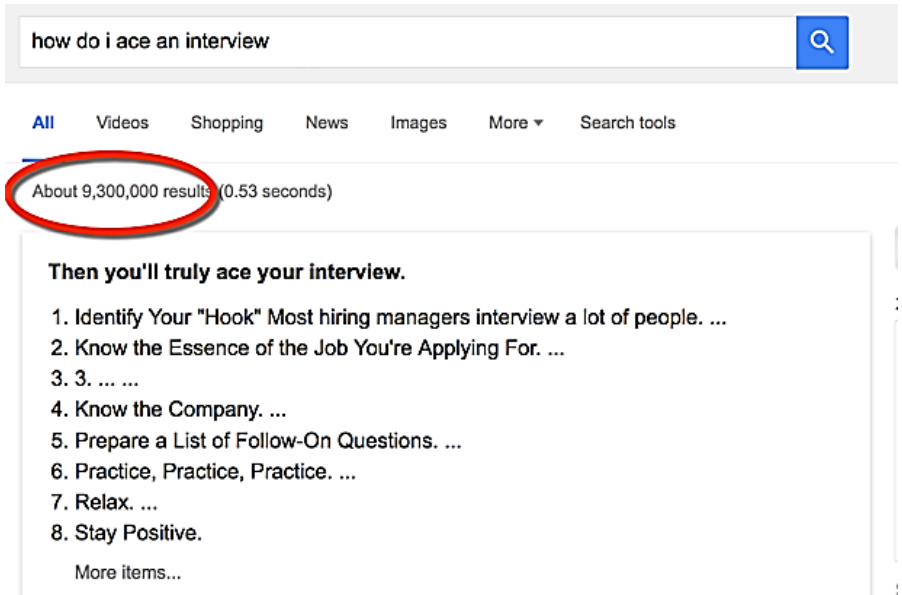 how do i ace an interview
All Videos Shopping News Images More Search tools
About 9,300,000 results (0.53 seconds)
Then you'll truly ace your interview.
1. Identify Your "Hook" Most hiring managers interview a lot of people. ...
2. Know the Essence of the Job You're Applying For. ...
3. 3. ... ...
4. Know the Company. ...
5. Prepare a List of Follow-On Questions. ...
6. Practice, Practice, Practice. ...
7. Relax. ...
8. Stay Positive.
More items...